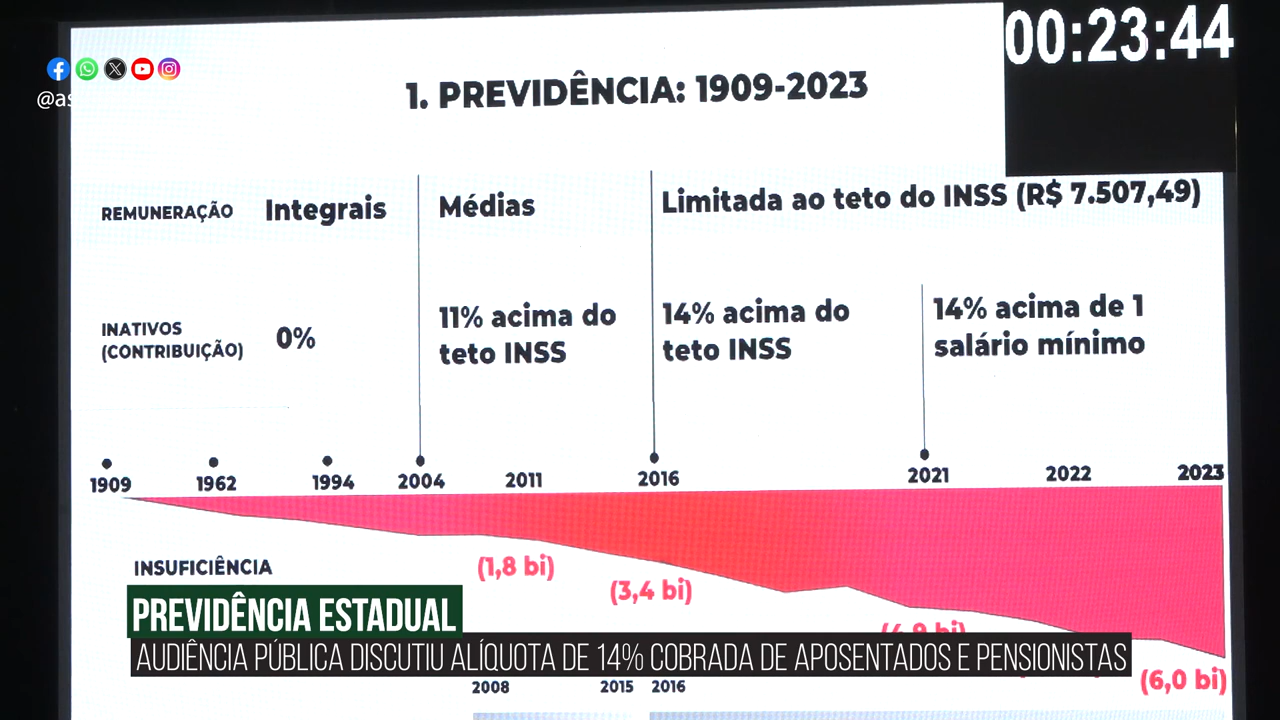 00:23:44
1. PREVIDÊNCIA: 1909-2023
REMUNERAÇÃO
Integrais
Médias
Limitada ao teto do INSS (R$ 7.507,49)
INATIVOS
(CONTRIBUIÇÃO)
0%
11% acima do
teto INSS
14% acima do
teto INSS
14% acima de 1
salário mínimo
1909 1962 1994 2004 2011 2016 2021 2022 2023
INSUFICIÊNCIA
(1,8 bi)
(3,4 bi)
(6,0 bi)
PREVIDÊNCIA ESTADUAL
AUDIÊNCIA PÚBLICA DISCUTIU ALÍQUOTA DE 14% COBRADA DE APOSENTADOS E PENSIONISTAS
2008 2015 2016